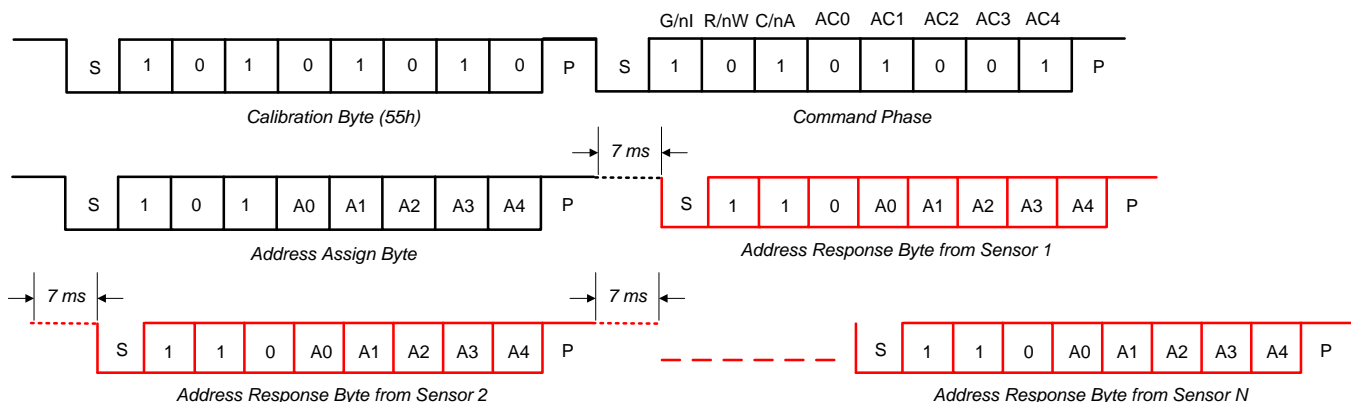 G/nI R/nW C/nA AC0 AC1 AC2 AC3 AC4
S 1 0 1 0 1 0 1 0 P S 1 0 1 0 1 0 0 1 P
Calibration Byte (55h) Command Phase
7 ms
S 1 0 1 A0 A1 A2 A3 A4 P S 1 1 0 A0 A1 A2 A3 A4 P
Address Assign Byte Address Response Byte from Sensor 1
7 ms 7 ms
S 1 1 0 A0 A1 A2 A3 A4 P S 1 1 0 A0 A1 A2 A3 A4 P
Address Response Byte from Sensor 2 Address Response Byte from Sensor N